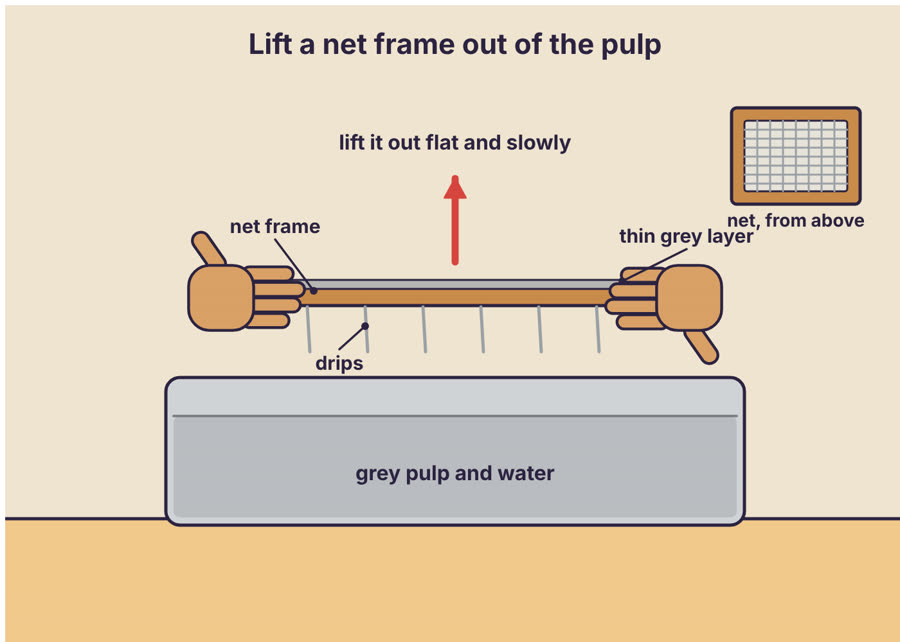 Lift a net frame out of the pulp
lift it out flat and slowly
net, from above
net frame
thin grey layer
drips
grey pulp and water